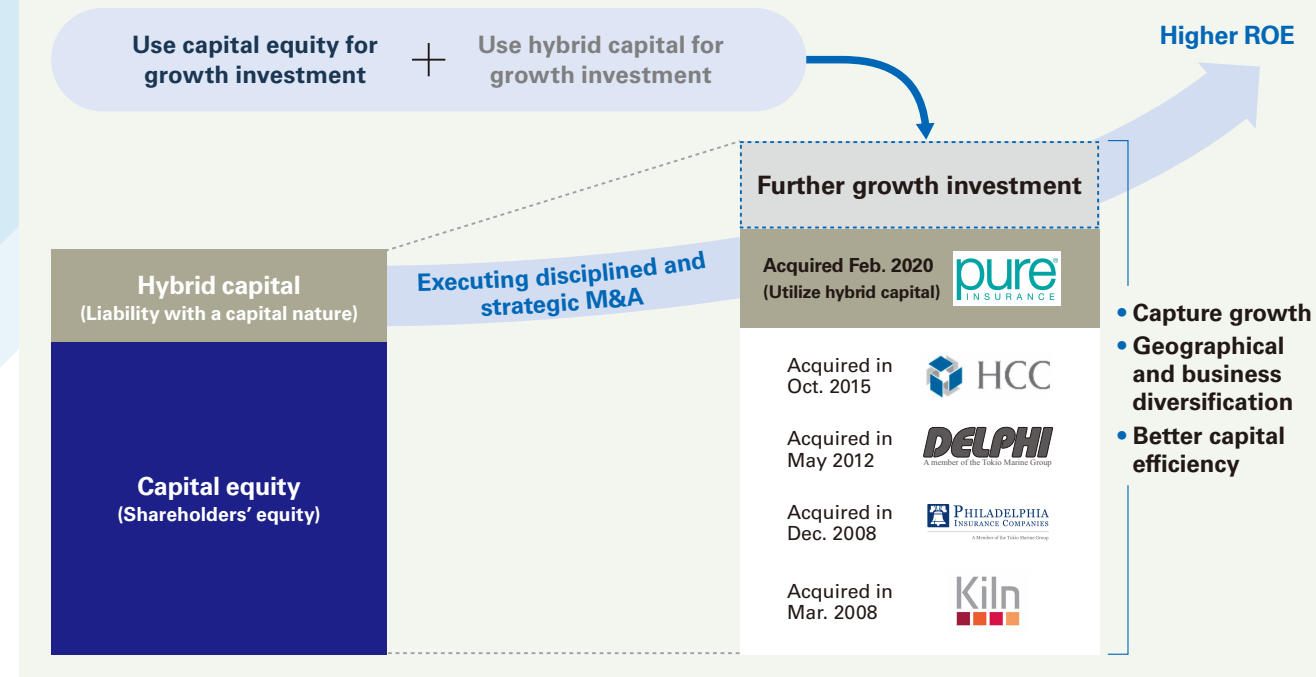 Use capital equity for
growth investment
+
Use hybrid capital for
growth investment
Higher ROE
Further growth investment
Hybrid capital
(Liability with a capital nature)
Executing disciplined and
strategic M&A
Acquired Feb. 2020
(Utilize hybrid capital)
pure®
INSURANCE
Capital equity
(Shareholders’ equity)
Acquired in
Oct. 2015
HCC
Acquired in
May 2012
DELPHI
A member of the Tokio Marine Group
Acquired in
Dec. 2008
PHILADELPHIA
INSURANCE COMPANIES
A Member of the Tokio Marine Group
Acquired in
Mar. 2008
Kiln
• Capture growth
• Geographical
and business
diversification
• Better capital
efficiency